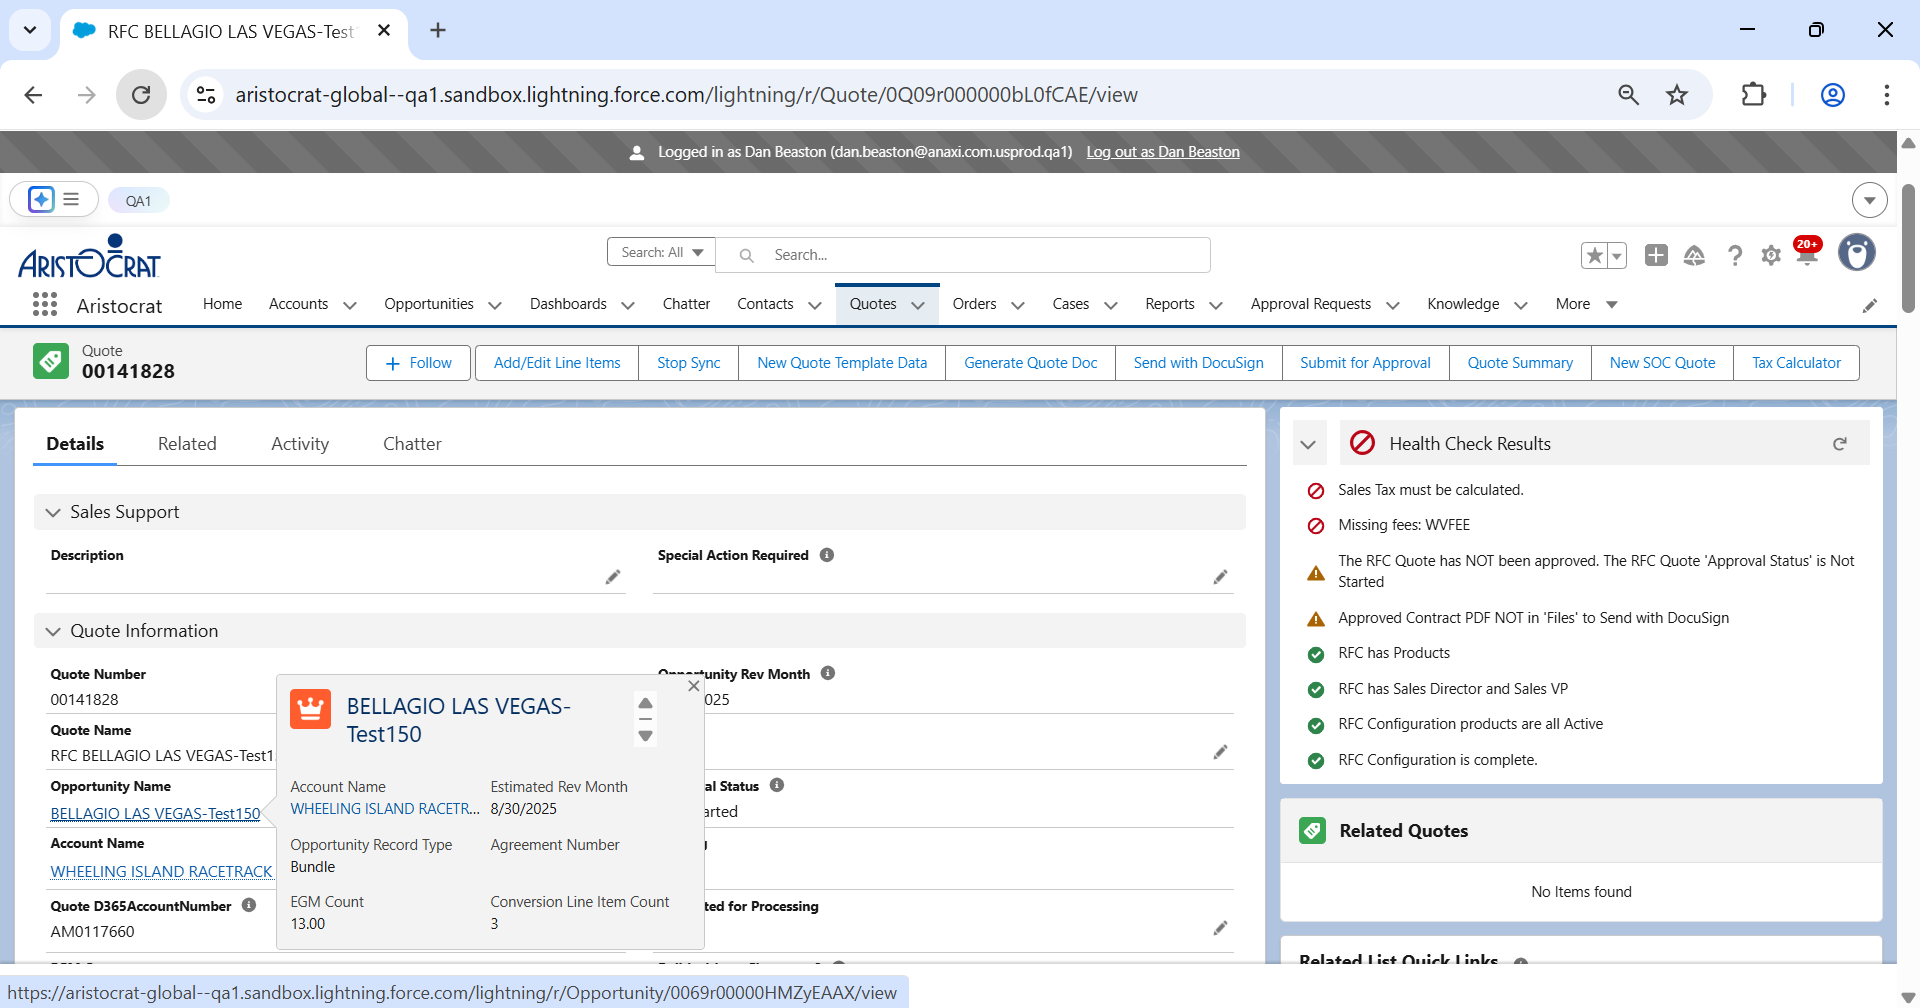 RFC BELLAGIO LAS VEGAS-Test
aristocrat-global--qa1.sandbox.lightning.force.com/lightning/r/Quote/0Q09r000000bL0fCAE/view
Logged in as Dan Beaston (dan.beaston@anaxi.com.usprod.qa1) Log out as Dan Beaston
QA1
ARISTOCRAT
Search: All
Search...
20+
Aristocrat
Home
Accounts
Opportunities
Dashboards
Chatter
Contacts
Quotes
Orders
Cases
Reports
Approval Requests
Knowledge
More
Quote
00141828
Follow
Add/Edit Line Items
Stop Sync
New Quote Template Data
Generate Quote Doc
Send with DocuSign
Submit for Approval
Quote Summary
New SOC Quote
Tax Calculator
Details
Related
Activity
Chatter
Sales Support
Description
Special Action Required
Quote Information
Quote Number
00141828
Opportunity Rev Month
025
Quote Name
RFC BELLAGIO LAS VEGAS-Test1
Opportunity Name
BELLAGIO LAS VEGAS-Test150
al Status
arted
Account Name
WHEELING ISLAND RACETRACK
Quote D365AccountNumber
AM0117660
ted for Processing
BELLAGIO LAS VEGAS-
Test150
Account Name
WHEELING ISLAND RACETR...
Estimated Rev Month
8/30/2025
Opportunity Record Type
Bundle
Agreement Number
EGM Count
13.00
Conversion Line Item Count
3
Health Check Results
Sales Tax must be calculated.
Missing fees: WVFEE
The RFC Quote has NOT been approved. The RFC Quote 'Approval Status' is Not
Started
Approved Contract PDF NOT in 'Files' to Send with DocuSign
RFC has Products
RFC has Sales Director and Sales VP
RFC Configuration products are all Active
RFC Configuration is complete.
Related Quotes
No Items found
Related List Quick Links
https://aristocrat-global--qa1.sandbox.lightning.force.com/lightning/r/Opportunity/0069r00000HMZyEAAX/view